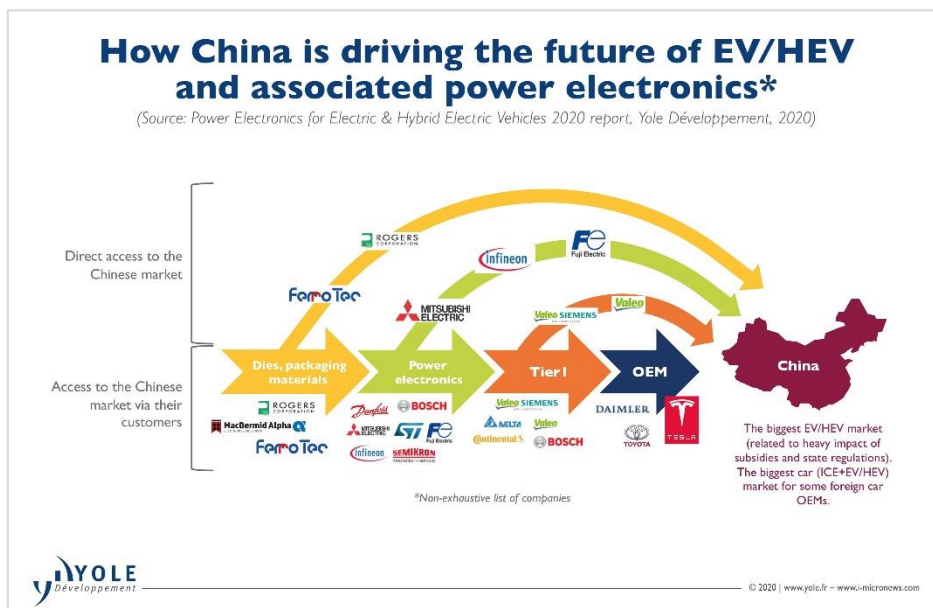 How China is driving the future of EV/HEV
and associated power electronics*
(Source: Power Electronics for Electric & Hybrid Electric Vehicles 2020 report, Yole Développement, 2020)
Direct access to the
Chinese market
ROGERS
CORPORATION
FerroTec
MITSUBISHI
ELECTRIC
infineon
Fe
Fuji Electric
Valeo SIEMENS
Valeo
Access to the Chinese
market via their
customers
Dies, packaging
materials
Power
electronics
Tier 1
OEM
China
ROGERS
CORPORATION
MacDermid Alpha
FerroTec
Danfoss
BOSCH
MITSUBISHI
ELECTRIC
ST
Fe
Fuji Electric
infineon
SEMIKRON
Valeo SIEMENS
DELTA
Valeo
Continental
BOSCH
DAIMLER
TOYOTA
TESLA
The biggest EV/HEV market
(related to heavy impact of
subsidies and state regulations).
The biggest car (ICE+EV/HEV)
market for some foreign car
OEMs.
*Non-exhaustive list of companies
YOLE
Développement
© 2020 | www.yole.fr – www.i-micronews.com